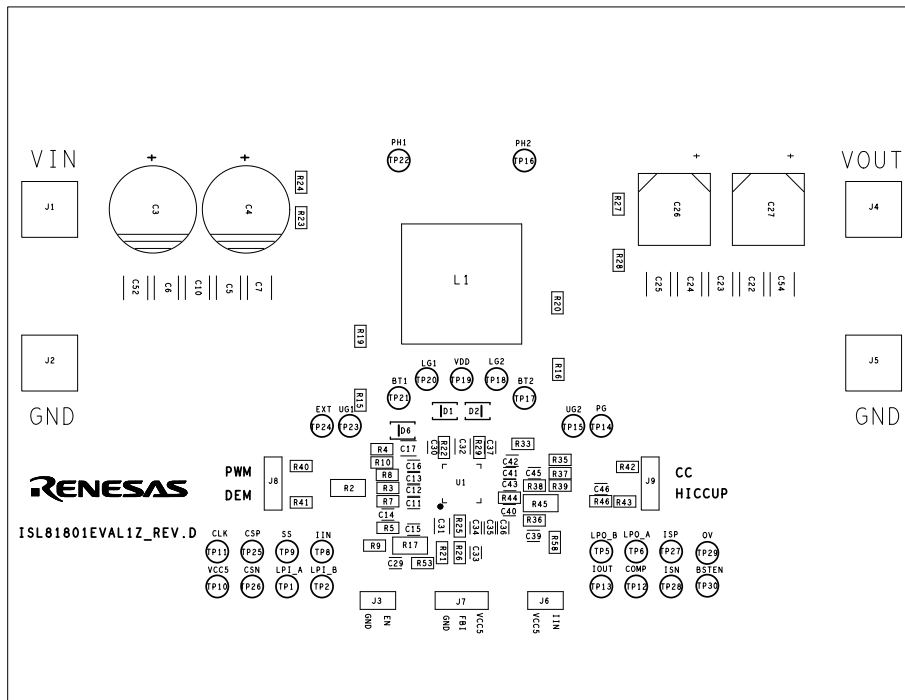 PH1 PH2
TP22 TP16
VIN + + + + VOUT
J1 C3 C4 R24 R23 R27 C26 C27 J4
R28
C52 C6 C10 C5 C7 L1 C25 C24 C23 C22 C54
R20
R19
J2 R16 J5
LG1 VDD LG2
TP20 TP19 TP18
BT1 BT2
TP21 TP17
GND R15 GND
EXT UG1 D1 D2 UG2 PG
TP24 TP23 TP15 TP14
D6
R4 C17 C30 R22 C32 R29 C37 R33
R10 C16 C42 R35
PWM R40 R8 C13 C41 C45 R37 R42 CC
J8 R2 R3 C12 U1 C43 R38 R39 C46 J9
DEM R41 R7 C11 R44 R45 R46 R43 HICCUP
RENESAS
C14 C40
R5 C15 C31 R25 C34 C35 C36 R36
ISL81801EVAL1Z_REV.D
C39 R58
R9 R17 R21 R26 C33
C29 R53
CLK CSP SS IIN LPO_B LPO_A ISP OV
TP11 TP25 TP9 TP8 TP5 TP6 TP27 TP29
VCC5 CSN LPI_A LPI_B IOUT COMP ISN BSTEN
TP10 TP26 TP1 TP2 TP13 TP12 TP28 TP30
J3 J7 J6
GND EN GND FBI VCC5 VCC5 IIN